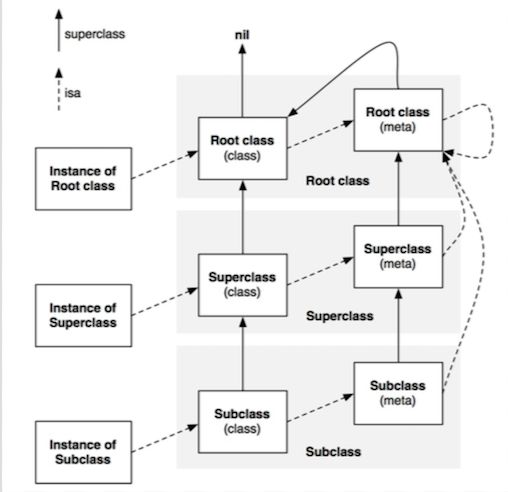 superclass
isa
nil
Root class
(class)
Root class
(meta)
Instance of
Root class
Root class
Superclass
(class)
Superclass
(meta)
Instance of
Superclass
Superclass
Subclass
(class)
Subclass
(meta)
Instance of
Subclass
Subclass